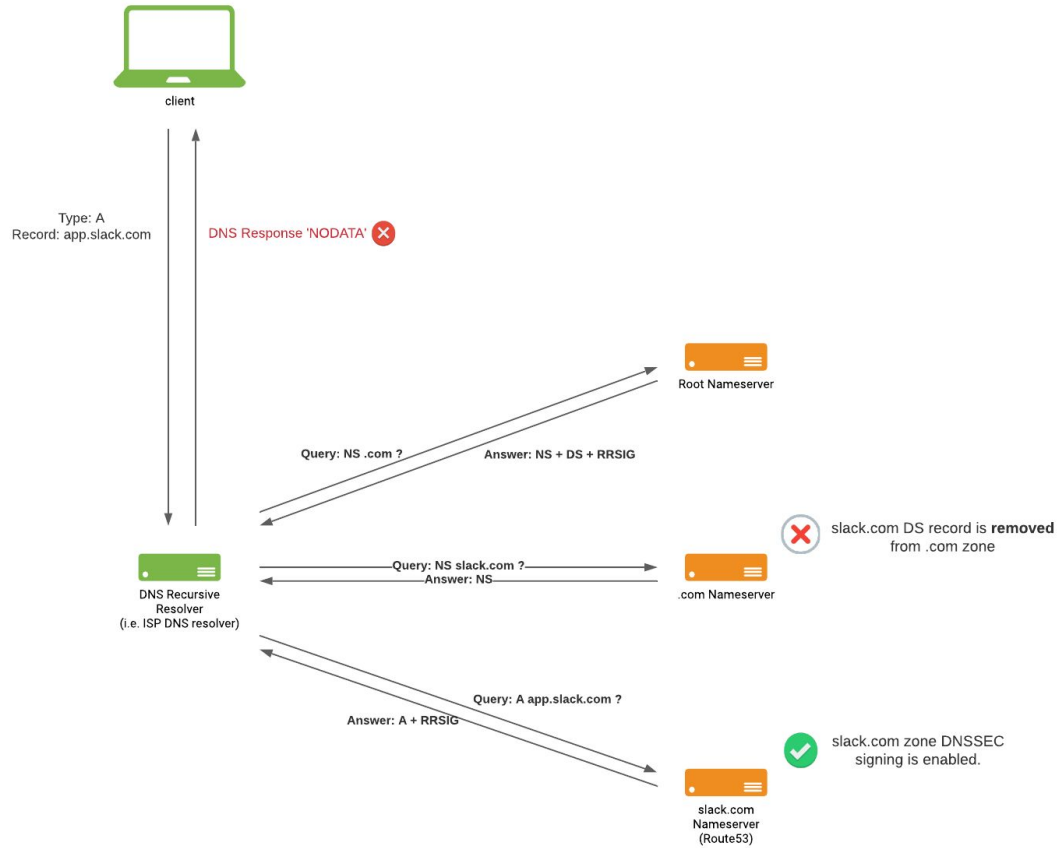 client
Type: A
Record: app.slack.com
DNS Response 'NODATA'
Root Nameserver
Query: NS .com ?
Answer: NS + DS + RRSIG
slack.com DS record is removed
from .com zone
Query: NS slack.com ?
Answer: NS
DNS Recursive
Resolver
(i.e. ISP DNS resolver)
.com Nameserver
Query: A app.slack.com ?
Answer: A + RRSIG
slack.com zone DNSSEC
signing is enabled.
slack.com
Nameserver
(Route53)